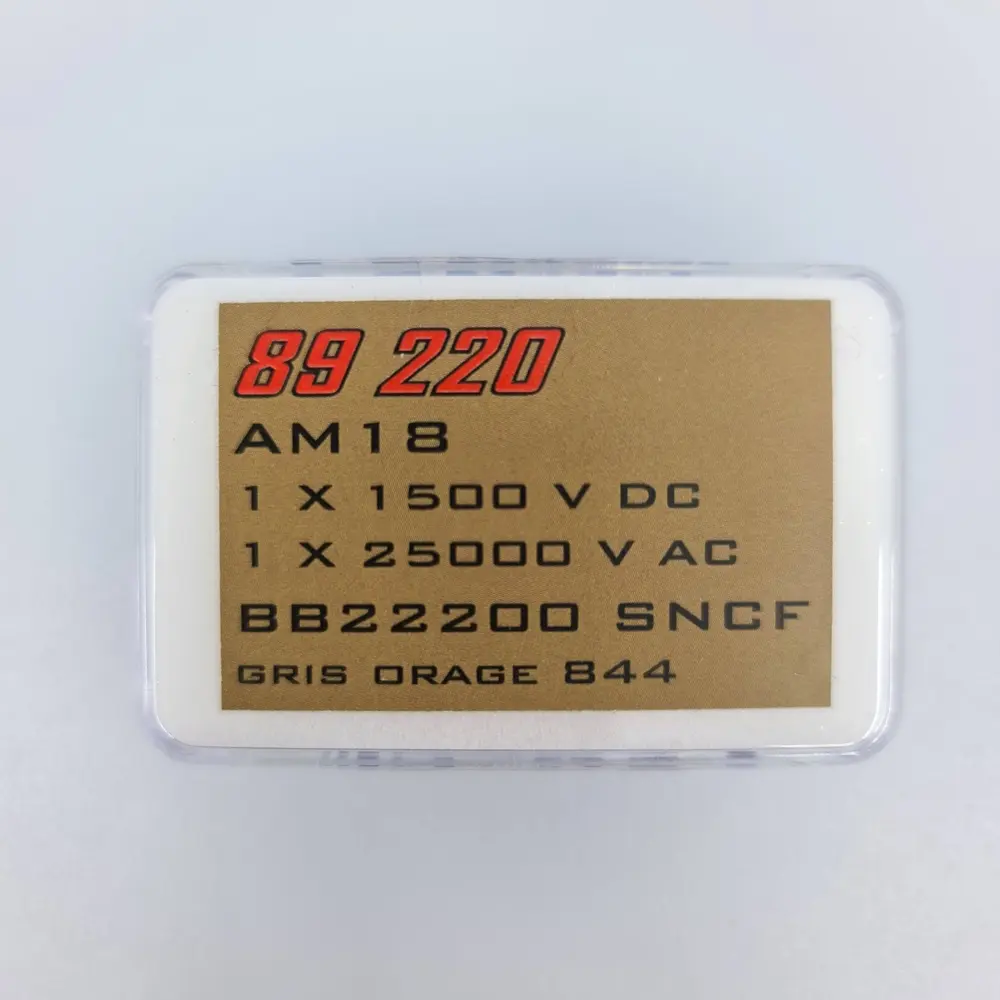 89 220
AM18
1 X 1500 V DC
1 X 25000 V AC
BB22200 SNCF
GRIS ORAGE 844